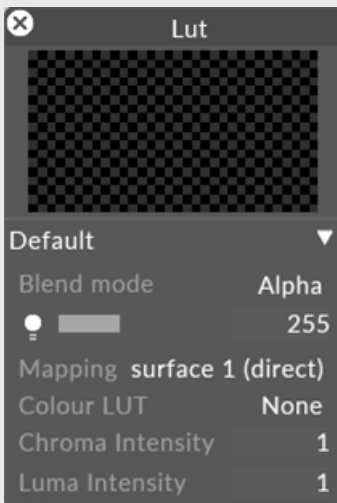 Lut
Default
Blend mode Alpha
255
Mapping surface 1 (direct)
Colour LUT None
Chroma Intensity 1
Luma Intensity 1